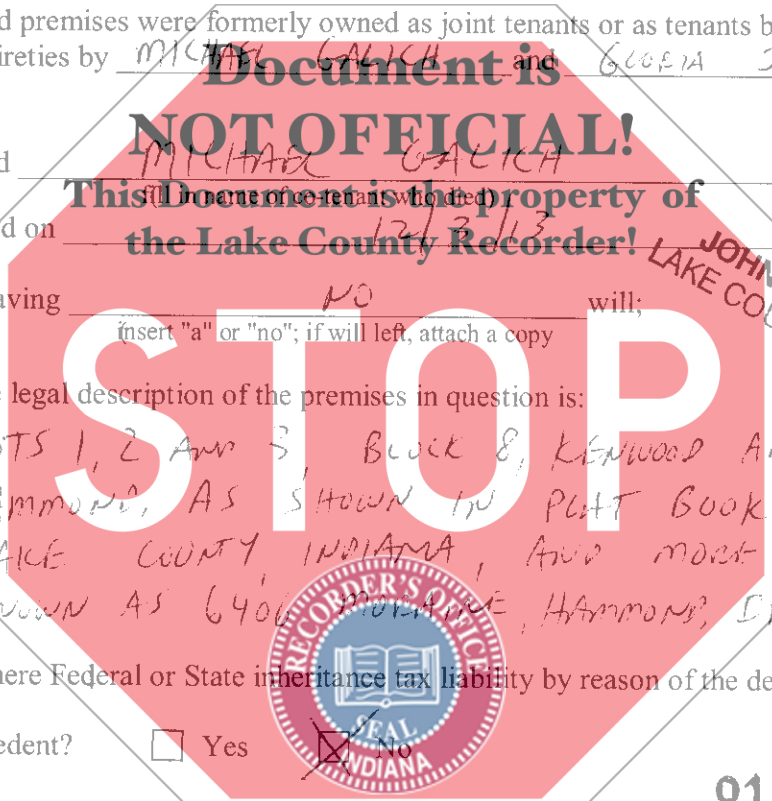 d premises were formerly owned as joint tenants or as tenants b
ireties by MICHAEL GALICH and GLORIA J
Document is
NOT OFFICIAL!
d MICHAEL GALICH
fill in name of co-tenant who died)
This Document is the property of
d on 12/3/13
the Lake County Recorder!
JOHN
LAKE COU
aving NO will;
(insert "a" or "no"; if will left, attach a copy
STOP
e legal description of the premises in question is:
OTS 1, 2 AND 3, BLOCK 8, KENWOOD A
AMMOND, AS SHOWN IN PLAT BOOK
AKE COUNTY, INDIANA, AND MORE
NOWN AS 6406 MORAINE, HAMMOND, I
here Federal or State inheritance tax liability by reason of the de
edent? Yes No
RECORDER'S OFFICE
SEAL
INDIANA
01